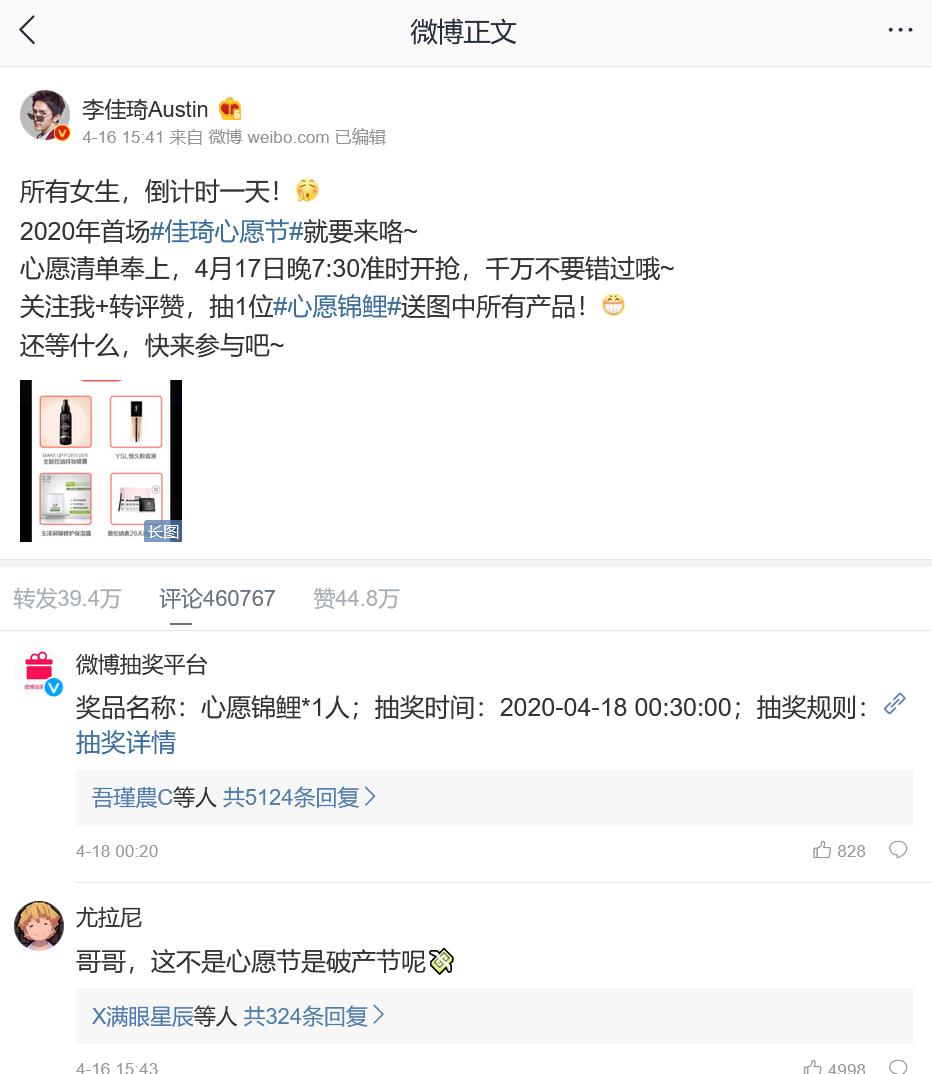 微博正文
李佳琦Austin
4-16 15:41 来自 微博 weibo.com 已编辑
所有女生，倒计时一天！
2020年首场#佳琦心愿节#就要来咯~
心愿清单奉上，4月17日晚7:30准时开抢，千万不要错过哦~
关注我+转评赞，抽1位#心愿锦鲤#送图中所有产品！
还等什么，快来参与吧~
MAKE UP FOR EVER
YSL恒久粉底液
全新控油持妆喷雾
玉泽屏障修护保湿霜
长图
转发39.4万 评论460767 赞44.8万
微博抽奖平台
奖品名称：心愿锦鲤*1人；抽奖时间：2020-04-18 00:30:00；抽奖规则：
抽奖详情
吾瑾農C等人 共5124条回复
4-18 00:20 828
尤拉尼
哥哥，这不是心愿节是破产节呢
X满眼星辰等人 共324条回复
4-16 15:43 4998